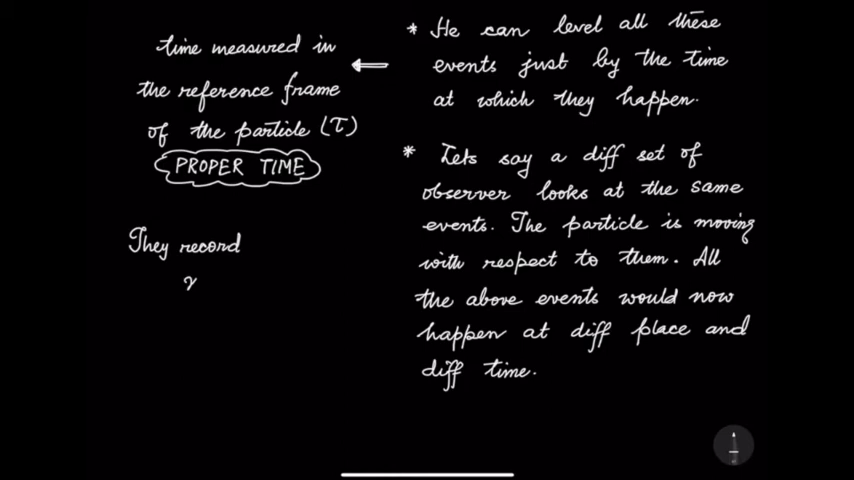 time measured in
the reference frame
of the particle (τ)
PROPER TIME
They record
* He can level all these
events just by the time
at which they happen.
* Lets say a diff set of
observer looks at the same
events. The particle is moving
with respect to them. All
the above events would now
happen at diff place and
diff time.